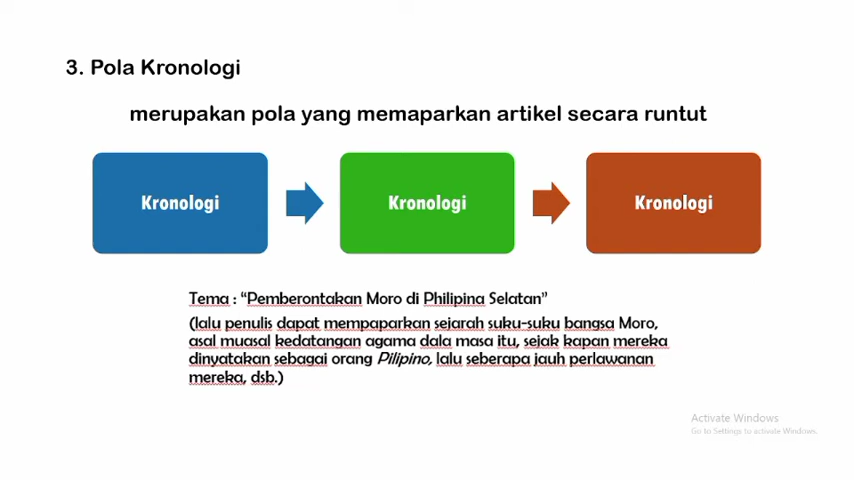 3. Pola Kronologi
merupakan pola yang memaparkan artikel secara runtut
Kronologi
Kronologi
Kronologi
Tema : “Pemberontakan Moro di Philipina Selatan”
(lalu penulis dapat mempaparkan sejarah suku-suku bangsa Moro,
asal muasal kedatangan agama dala masa itu, sejak kapan mereka
dinyatakan sebagai orang Pilipino, lalu seberapa jauh perlawanan
mereka, dsb.)
Activate Windows
Go to Settings to activate Windows.